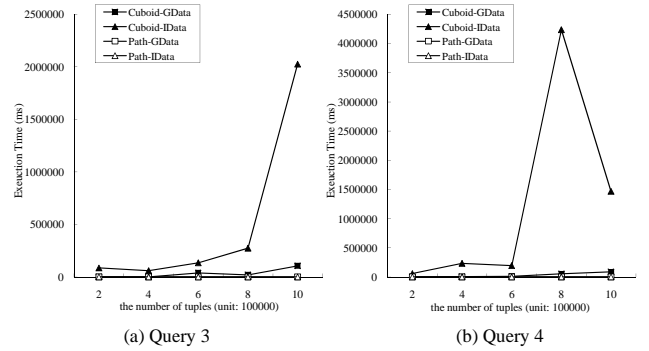 2500000
2000000
1500000
1000000
500000
0
Exeuction Time (ms)
Cuboid-GData
Cuboid-IData
Path-GData
Path-IData
2 4 6 8 10
the number of tuples (unit: 100000)
(a) Query 3
4500000
4000000
3500000
3000000
2500000
2000000
1500000
1000000
500000
0
Exeuction Time (ms)
Cuboid-GData
Cuboid-IData
Path-GData
Path-IData
2 4 6 8 10
the number of tuples (unit: 100000)
(b) Query 4